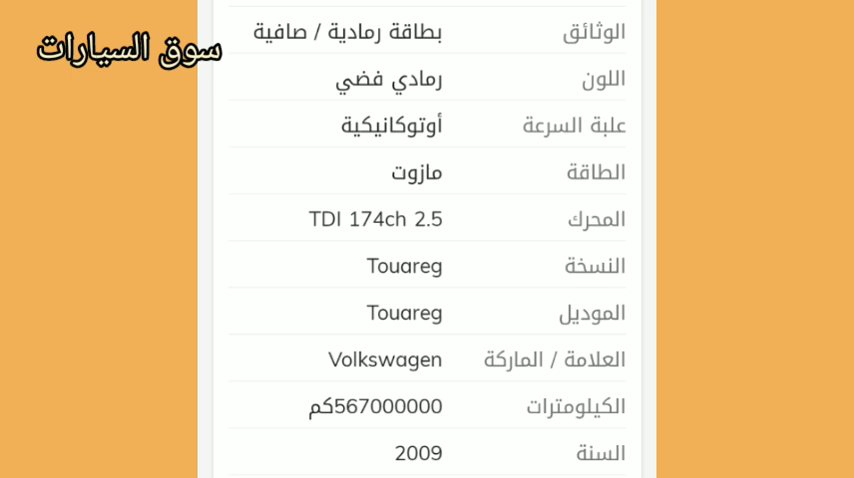 سوق السيارات
الوثائق بطاقة رمادية / صافية
اللون رمادي فضي
علبة السرعة أوتوكانيكية
الطاقة مازوت
المحرك 2.5 TDI 174ch
النسخة Touareg
الموديل Touareg
العلامة / الماركة Volkswagen
الكيلومترات 567000000كم
السنة 2009